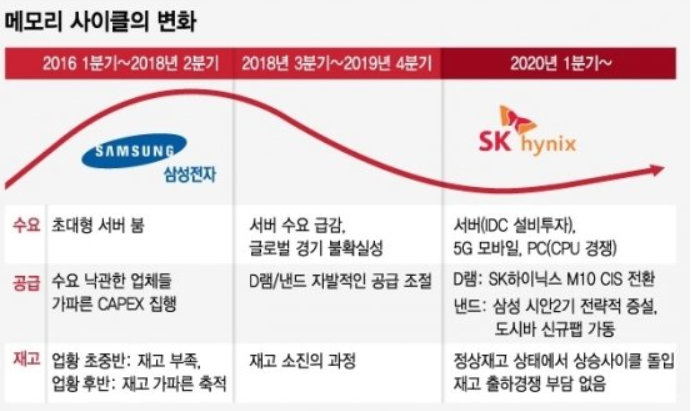 메모리 사이클의 변화
2016 1분기~2018년 2분기
2018년 3분기~2019년 4분기
2020년 1분기~
SAMSUNG
삼성전자
SK hynix
수요
초대형 서버 붐
서버 수요 급감,
글로벌 경기 불확실성
서버(IDC 설비투자),
5G 모바일, PC(CPU 경쟁)
공급
수요 낙관한 업체들
가파른 CAPEX 집행
D램/낸드 자발적인 공급 조절
D램: SK하이닉스 M10 CIS 전환
낸드: 삼성 시안2기 전략적 증설,
도시바 신규팹 가동
재고
업황 초중반: 재고 부족,
업황 후반: 재고 가파른 축적
재고 소진의 과정
정상재고 상태에서 상승사이클 돌입
재고 출하경쟁 부담 없음